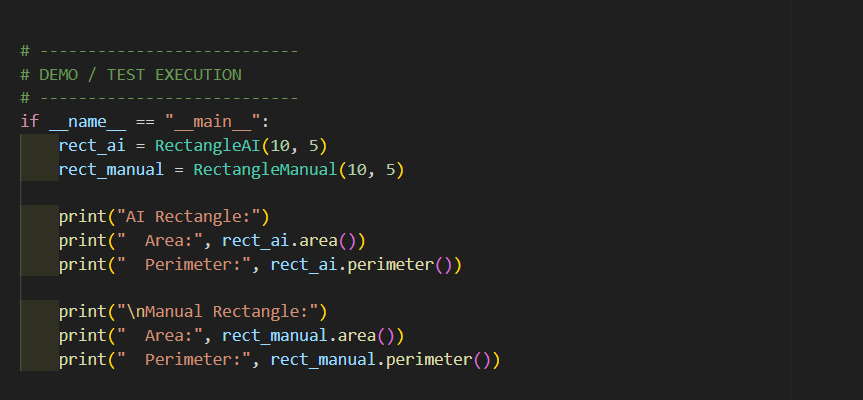 # ---------------------------
# DEMO / TEST EXECUTION
# ---------------------------
if __name__ == "__main__":
    rect_ai = RectangleAI(10, 5)
    rect_manual = RectangleManual(10, 5)

    print("AI Rectangle:")
    print("  Area:", rect_ai.area())
    print("  Perimeter:", rect_ai.perimeter())

    print("\nManual Rectangle:")
    print("  Area:", rect_manual.area())
    print("  Perimeter:", rect_manual.perimeter())